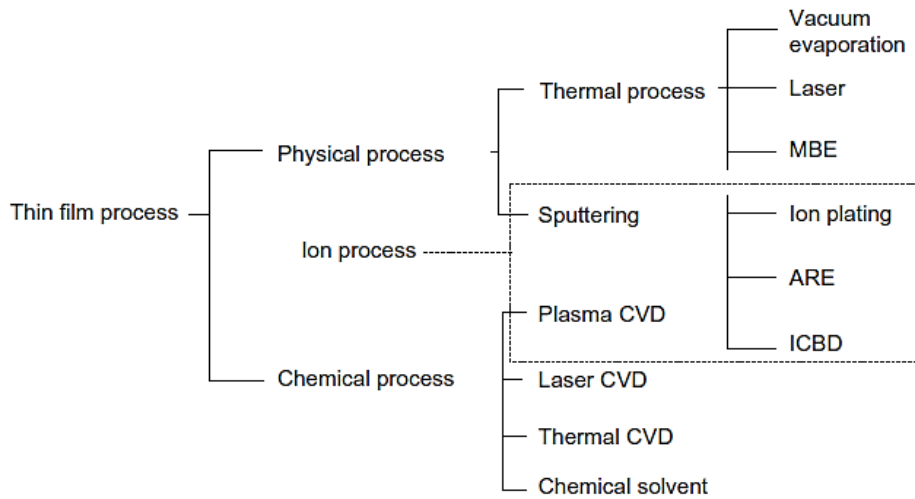 Vacuum
evaporation
Thermal process
Laser
Physical process
MBE
Thin film process
Sputtering
Ion plating
Ion process
ARE
Plasma CVD
ICBD
Chemical process
Laser CVD
Thermal CVD
Chemical solvent